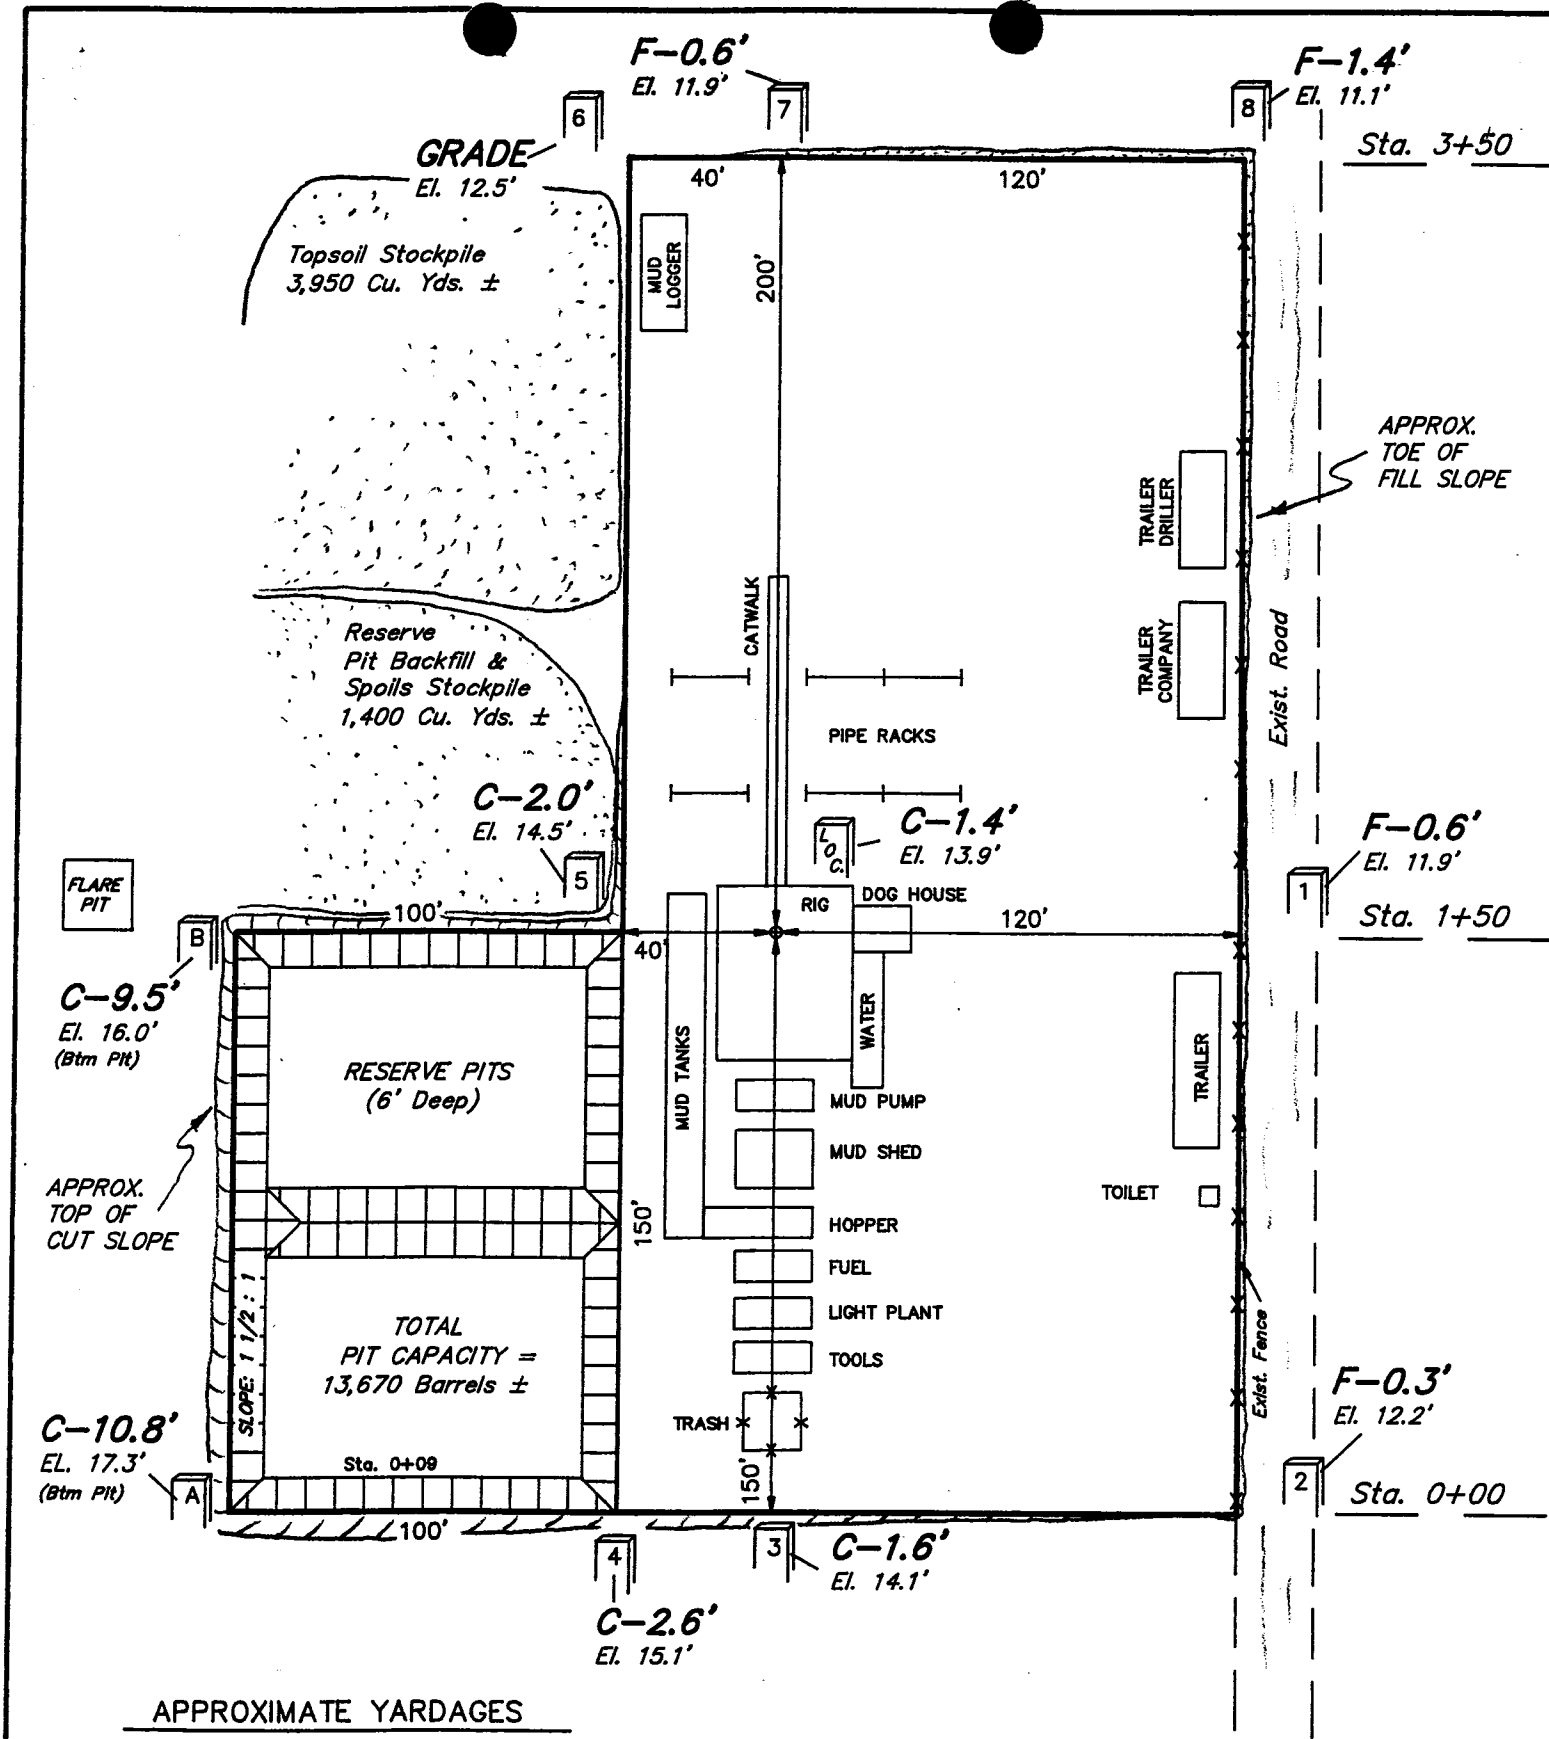 F-0.6'
El. 11.9'
7
F-1.4'
El. 11.1'
8
6
GRADE
El. 12.5'
Sta. 3+50
40'
120'
Topsoil Stockpile
3,950 Cu. Yds. ±
MUD
LOGGER
200'
APPROX.
TOE OF
FILL SLOPE
TRAILER
DRILLER
CATWALK
Reserve
Pit Backfill &
Spoils Stockpile
1,400 Cu. Yds. ±
TRAILER
COMPANY
Exist. Road
PIPE RACKS
C-2.0'
El. 14.5'
5
LOC.
C-1.4'
El. 13.9'
F-0.6'
El. 11.9'
1
Sta. 1+50
FLARE
PIT
B
100'
RIG
DOG HOUSE
40'
120'
C-9.5'
El. 16.0'
(Btm Pit)
RESERVE PITS
(6' Deep)
MUD TANKS
WATER
TRAILER
MUD PUMP
MUD SHED
APPROX.
TOP OF
CUT SLOPE
150'
TOILET
HOPPER
FUEL
LIGHT PLANT
TOOLS
SLOPE: 1 1/2 : 1
TOTAL
PIT CAPACITY =
13,670 Barrels ±
Exist. Fence
F-0.3'
El. 12.2'
2
Sta. 0+00
C-10.8'
EL. 17.3'
(Btm Pit)
A
TRASH
Sta. 0+09
150'
100'
4
3
C-1.6'
El. 14.1'
C-2.6'
El. 15.1'
APPROXIMATE YARDAGES